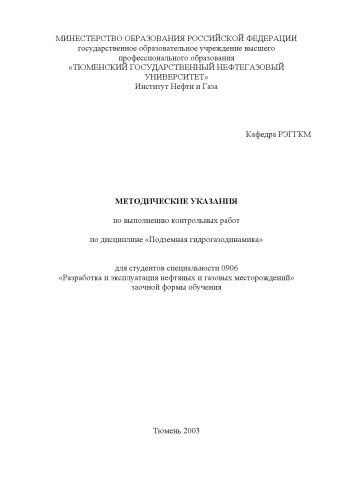 МИНЕСТЕРСТВО ОБРАЗОВАНИЯ РОССИЙСКОЙ ФЕДЕРАЦИИ
государственное образовательное учреждение высшего
профессионального образования
«ТЮМЕНСКИЙ ГОСУДАРСТВЕННЫЙ НЕФТЕГАЗОВЫЙ
УНИВЕРСИТЕТ»
Институт Нефти и Газа
Кафедра РЭГГКМ
МЕТОДИЧЕСКИЕ УКАЗАНИЯ
по выполнению контрольных работ
по дисциплине «Подземная гидрогазодинамика»
для студентов специальности 0906
«Разработка и эксплуатация нефтяных и газовых месторождений»
заочной формы обучения
Тюмень 2003